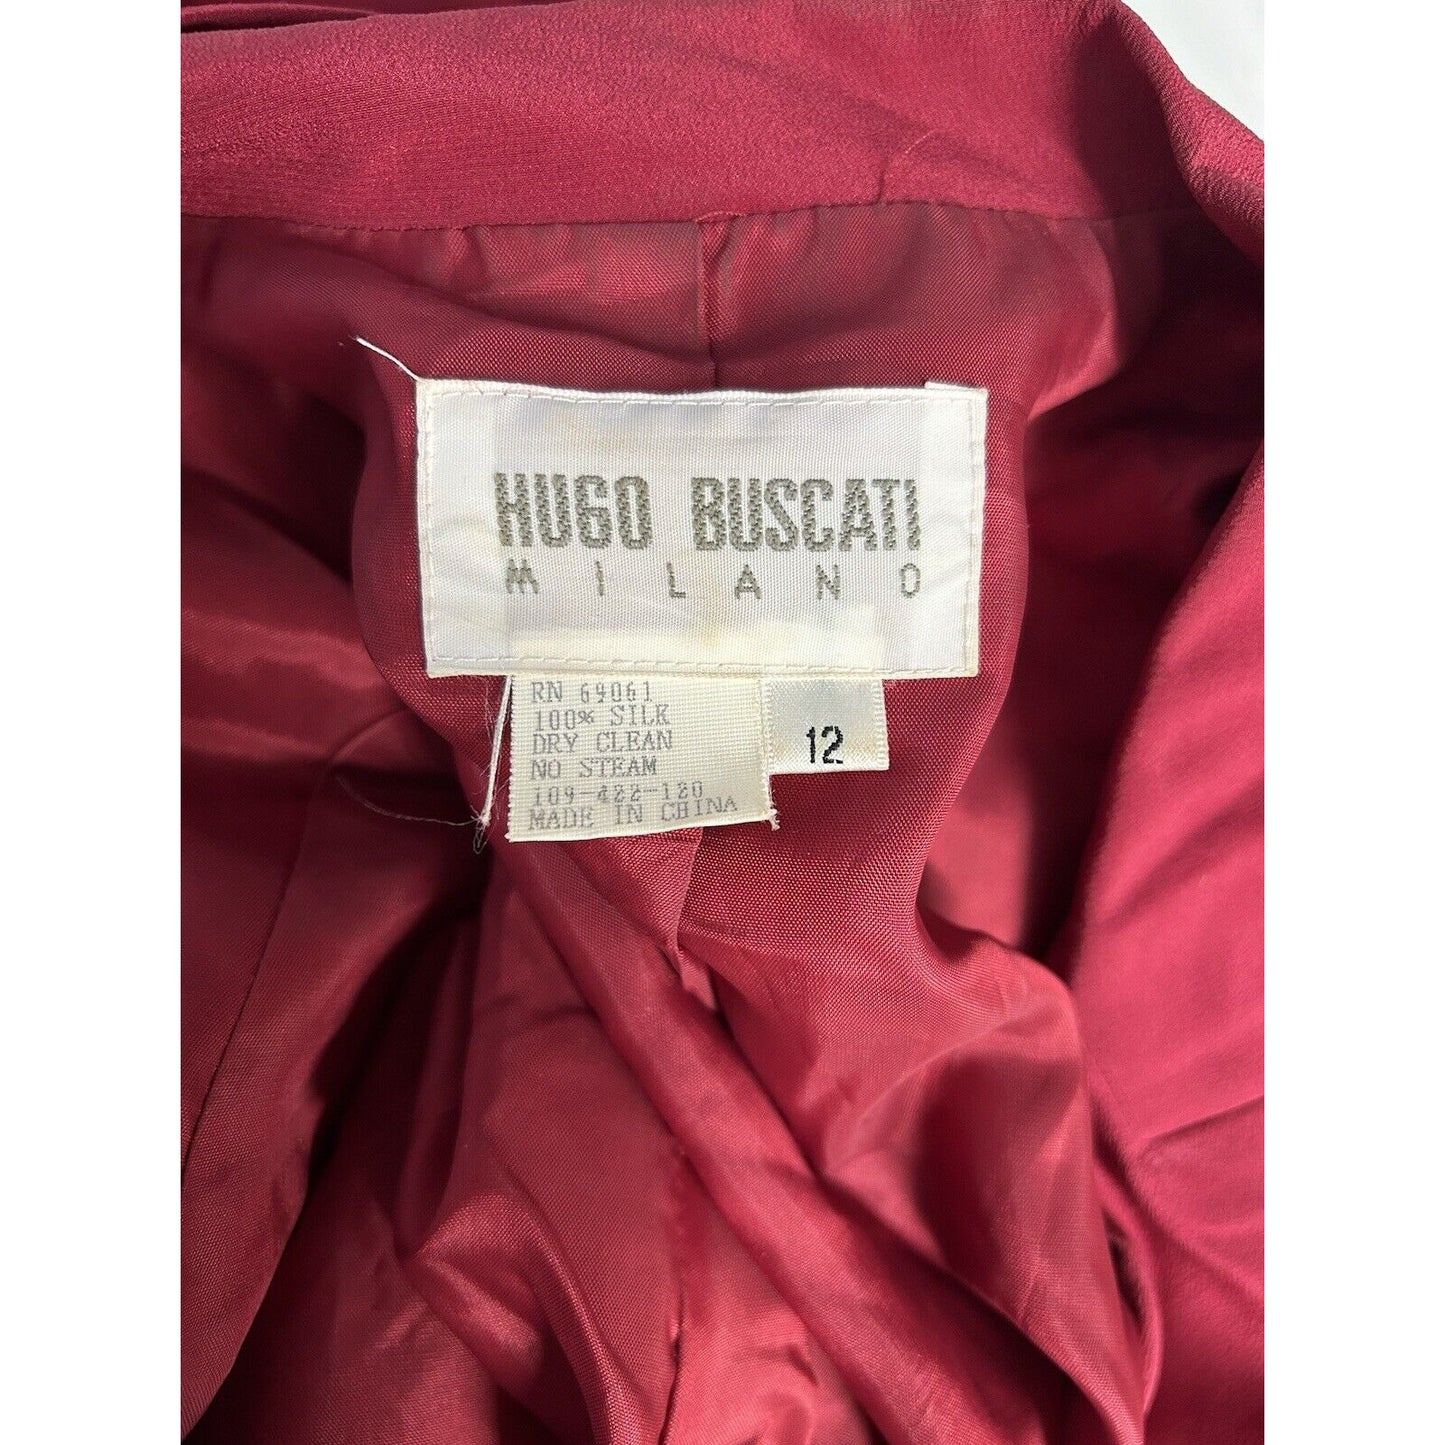 HUGO BUSCATI
MILANO
RN 69061
100% SILK
DRY CLEAN
NO STEAM
109-422-120
MADE IN CHINA
12